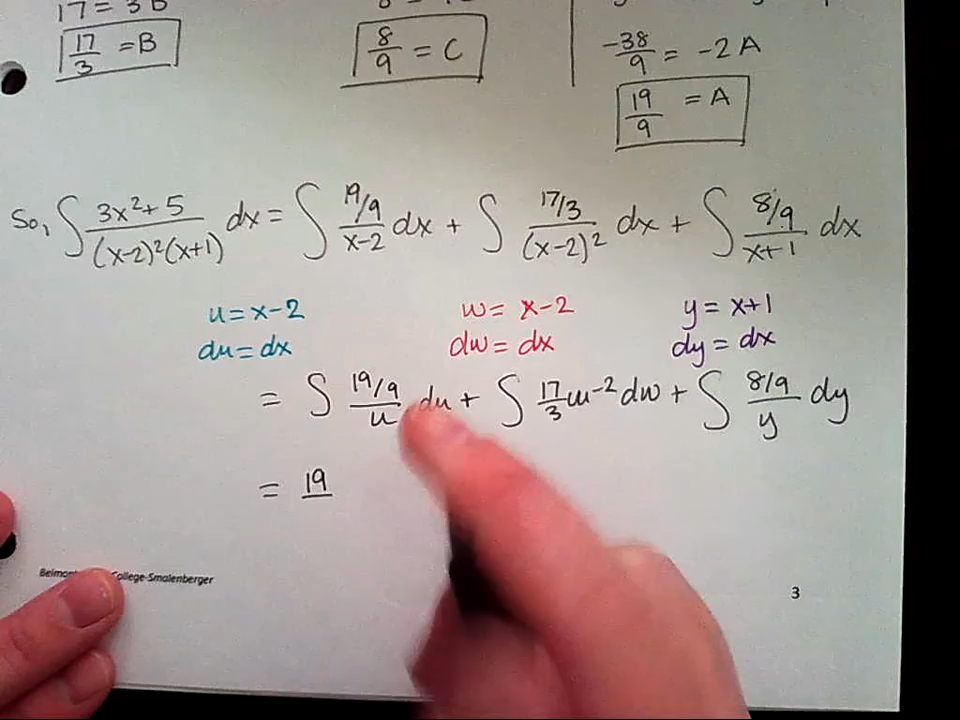 17 = 3B
17/3 = B
8/9 = C
-38/9 = -2A
19/9 = A
So, ∫ (3x²+5)/((x-2)²(x+1)) dx = ∫ (19/9)/(x-2) dx + ∫ (17/3)/(x-2)² dx + ∫ (8/9)/(x+1) dx
u = x-2 w = x-2 y = x+1
du = dx dw = dx dy = dx
= ∫ (19/9)/u du + ∫ 17/3 w⁻² dw + ∫ (8/9)/y dy
= 19
College-Smalenberger
3